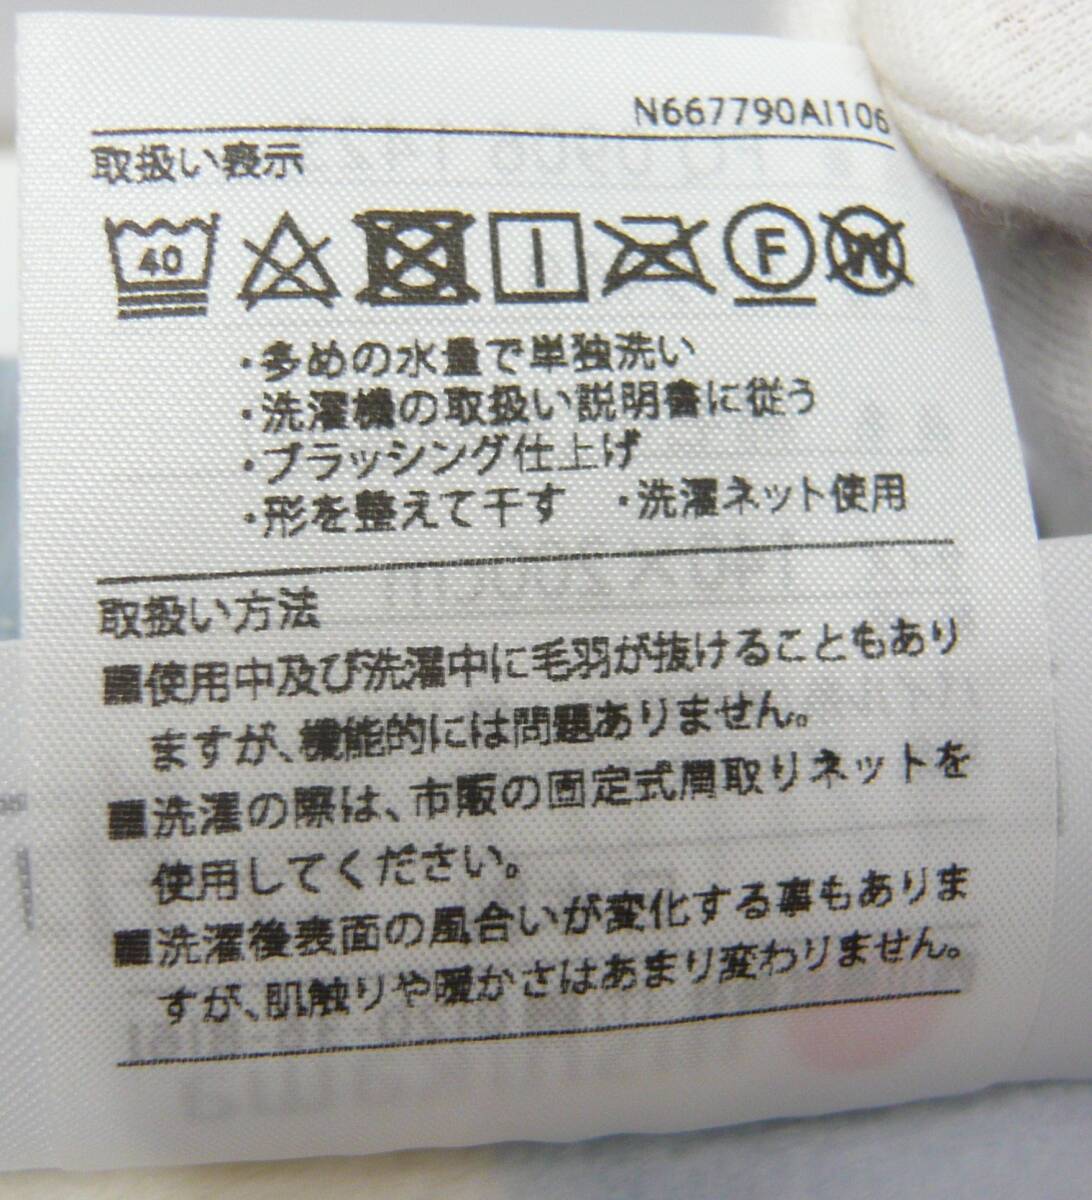 N667790AI106
取扱い表示
40 F W
・多めの水量で単独洗い
・洗濯機の取扱い説明書に従う
・ブラッシング仕上げ
・形を整えて干す ・洗濯ネット使用
取扱い方法
■使用中及び洗濯中に毛羽が抜けることもあり
ますが、機能的には問題ありません。
■洗濯の際は、市販の固定式屑取りネットを
使用してください。
■洗濯後表面の風合いが変化する事もありま
すが、肌触りや暖かさはあまり変わりません。